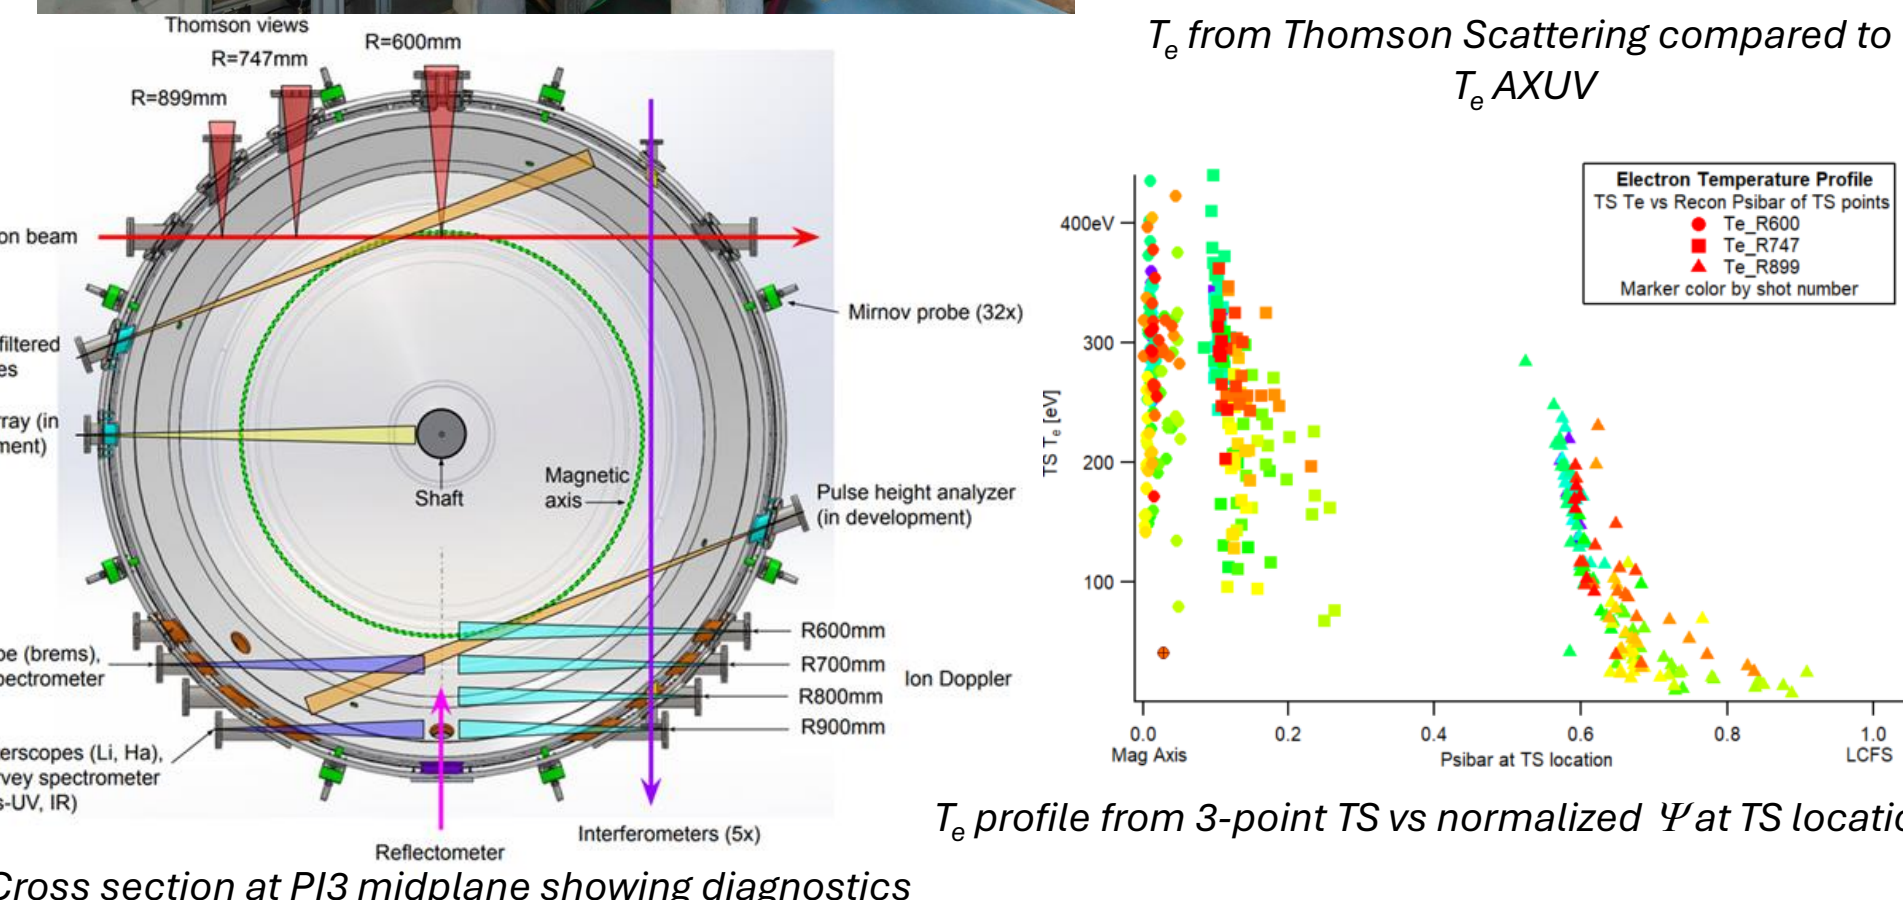 Thomson views
R=600mm
R=747mm
R=899mm
on beam
filtered
es
rray (in
ment)
Mirnov probe (32x)
Shaft
Magnetic
axis
Pulse height analyzer
(in development)
be (brems),
pectrometer
R600mm
R700mm
R800mm
R900mm
Ion Doppler
erscopes (Li, Ha),
rvey spectrometer
s-UV, IR)
Interferometers (5x)
Reflectometer
Cross section at PI3 midplane showing diagnostics
Te from Thomson Scattering compared to
Te AXUV
Electron Temperature Profile
TS Te vs Recon Psibar of TS points
Te_R600
Te_R747
Te_R899
Marker color by shot number
400eV
300
200
100
TS Te [eV]
0.0 0.2 0.4 0.6 0.8 1.0
Mag Axis Psibar at TS location LCFS
Te profile from 3-point TS vs normalized Ψ at TS locatio